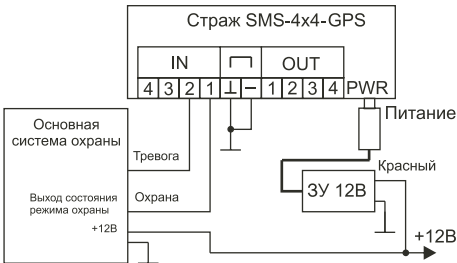 Страж SMS-4x4-GPS
IN OUT
4 3 2 1 ⊥ – 1 2 3 4 PWR
Питание
Основная
система охраны
Тревога
Красный
Выход состояния
режима охраны
Охрана
ЗУ 12В
+12В
+12В